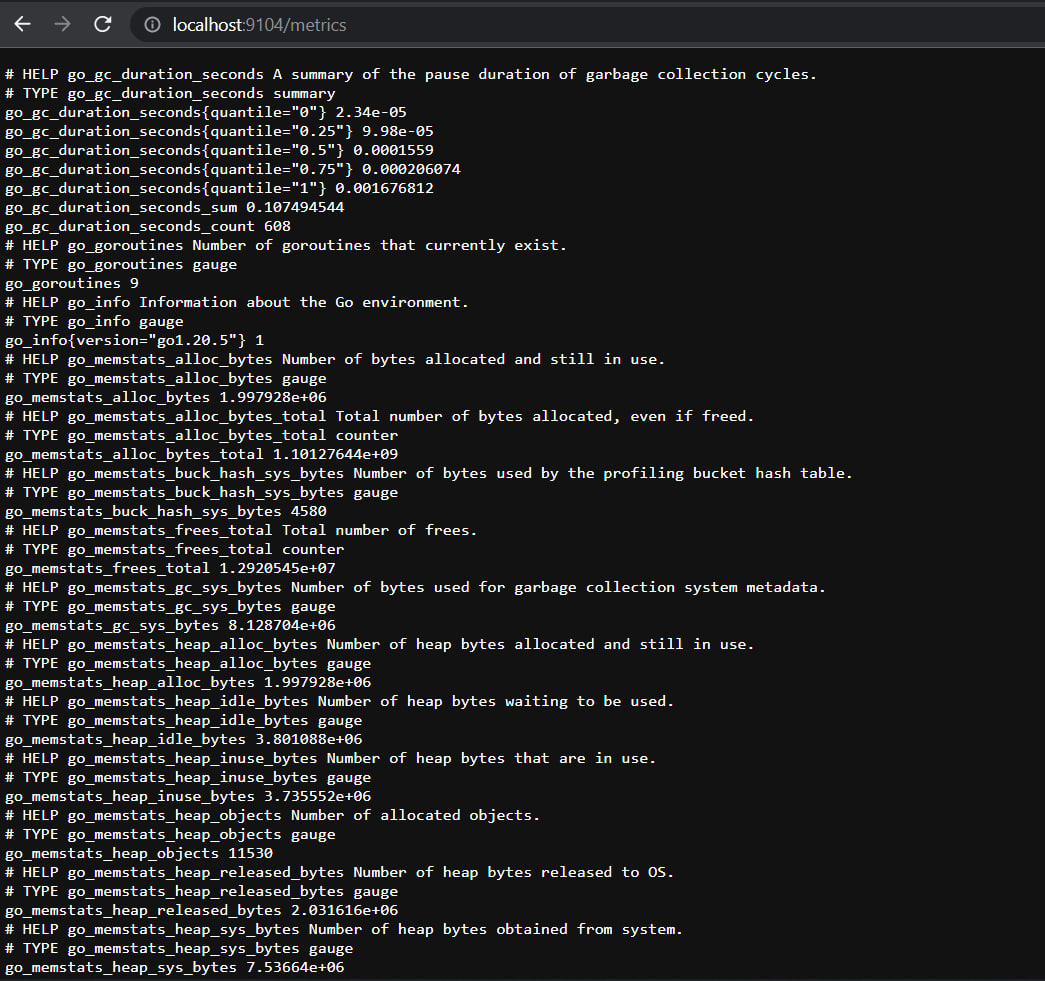 localhost:9104/metrics
# HELP go_gc_duration_seconds A summary of the pause duration of garbage collection cycles.
# TYPE go_gc_duration_seconds summary
go_gc_duration_seconds{quantile="0"} 2.34e-05
go_gc_duration_seconds{quantile="0.25"} 9.98e-05
go_gc_duration_seconds{quantile="0.5"} 0.0001559
go_gc_duration_seconds{quantile="0.75"} 0.000206074
go_gc_duration_seconds{quantile="1"} 0.001676812
go_gc_duration_seconds_sum 0.107494544
go_gc_duration_seconds_count 608
# HELP go_goroutines Number of goroutines that currently exist.
# TYPE go_goroutines gauge
go_goroutines 9
# HELP go_info Information about the Go environment.
# TYPE go_info gauge
go_info{version="go1.20.5"} 1
# HELP go_memstats_alloc_bytes Number of bytes allocated and still in use.
# TYPE go_memstats_alloc_bytes gauge
go_memstats_alloc_bytes 1.997928e+06
# HELP go_memstats_alloc_bytes_total Total number of bytes allocated, even if freed.
# TYPE go_memstats_alloc_bytes_total counter
go_memstats_alloc_bytes_total 1.10127644e+09
# HELP go_memstats_buck_hash_sys_bytes Number of bytes used by the profiling bucket hash table.
# TYPE go_memstats_buck_hash_sys_bytes gauge
go_memstats_buck_hash_sys_bytes 4580
# HELP go_memstats_frees_total Total number of frees.
# TYPE go_memstats_frees_total counter
go_memstats_frees_total 1.2920545e+07
# HELP go_memstats_gc_sys_bytes Number of bytes used for garbage collection system metadata.
# TYPE go_memstats_gc_sys_bytes gauge
go_memstats_gc_sys_bytes 8.128704e+06
# HELP go_memstats_heap_alloc_bytes Number of heap bytes allocated and still in use.
# TYPE go_memstats_heap_alloc_bytes gauge
go_memstats_heap_alloc_bytes 1.997928e+06
# HELP go_memstats_heap_idle_bytes Number of heap bytes waiting to be used.
# TYPE go_memstats_heap_idle_bytes gauge
go_memstats_heap_idle_bytes 3.801088e+06
# HELP go_memstats_heap_inuse_bytes Number of heap bytes that are in use.
# TYPE go_memstats_heap_inuse_bytes gauge
go_memstats_heap_inuse_bytes 3.735552e+06
# HELP go_memstats_heap_objects Number of allocated objects.
# TYPE go_memstats_heap_objects gauge
go_memstats_heap_objects 11530
# HELP go_memstats_heap_released_bytes Number of heap bytes released to OS.
# TYPE go_memstats_heap_released_bytes gauge
go_memstats_heap_released_bytes 2.031616e+06
# HELP go_memstats_heap_sys_bytes Number of heap bytes obtained from system.
# TYPE go_memstats_heap_sys_bytes gauge
go_memstats_heap_sys_bytes 7.53664e+06